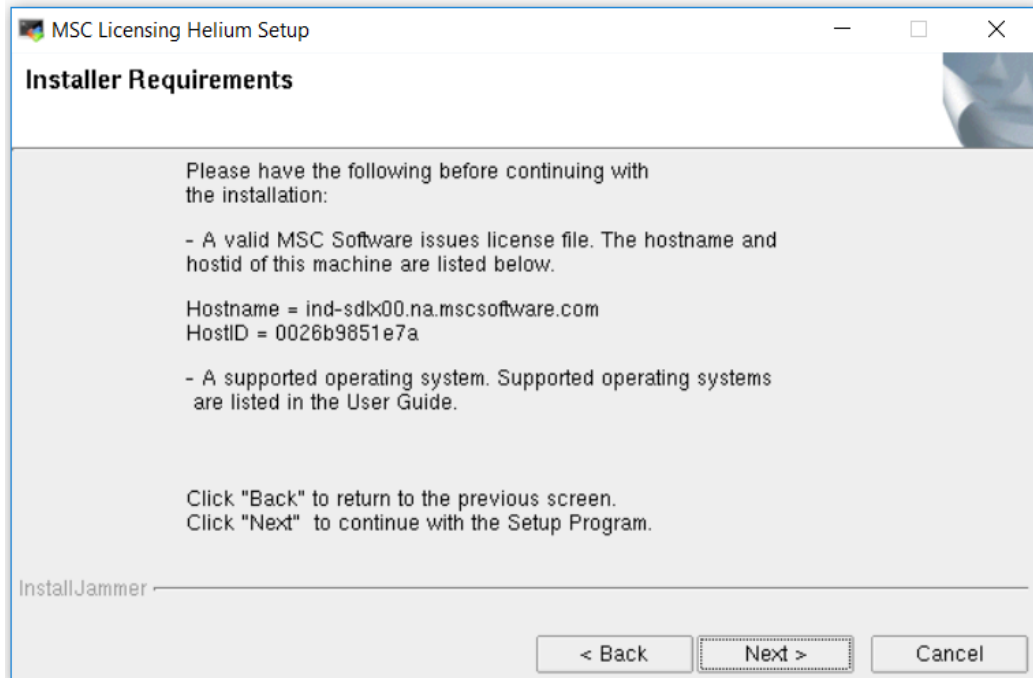 MSC Licensing Helium Setup
Installer Requirements
Please have the following before continuing with
the installation:
- A valid MSC Software issues license file. The hostname and
hostid of this machine are listed below.
Hostname = ind-sdlx00.na.mscsoftware.com
HostID = 0026b9851e7a
- A supported operating system. Supported operating systems
are listed in the User Guide.
Click "Back" to return to the previous screen.
Click "Next" to continue with the Setup Program.
InstallJammer
< Back Next > Cancel